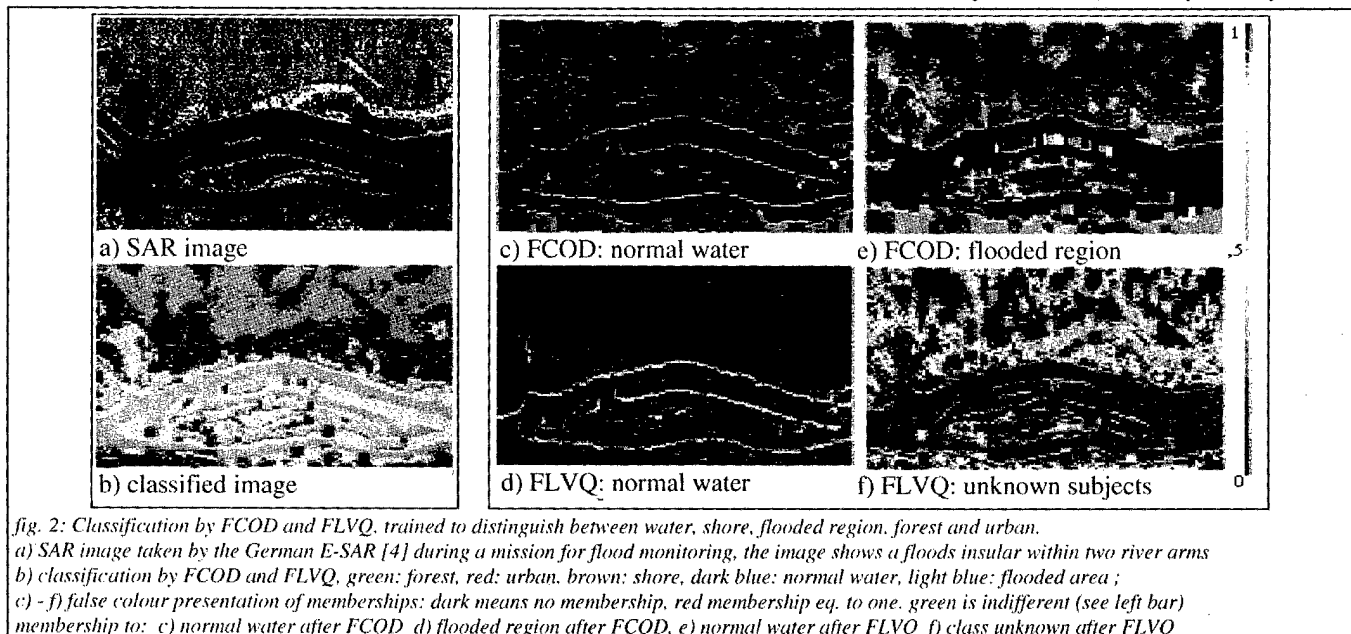 1
a) SAR image
c) FCOD: normal water
e) FCOD: flooded region
,5
b) classified image
d) FLVQ: normal water
f) FLVQ: unknown subjects
0
fig. 2: Classification by FCOD and FLVQ. trained to distinguish between water, shore, flooded region. forest and urban.
a) SAR image taken by the German E-SAR [4] during a mission for flood monitoring, the image shows a floods insular within two river arms
b) classification by FCOD and FLVQ, green: forest, red: urban. brown: shore, dark blue: normal water, light blue: flooded area ;
c) - f) false colour presentation of memberships: dark means no membership, red membership eq. to one. green is indifferent (see left bar)
membership to: c) normal water after FCOD d) flooded region after FCOD, e) normal water after FLVQ f) class unknown after FLVQ